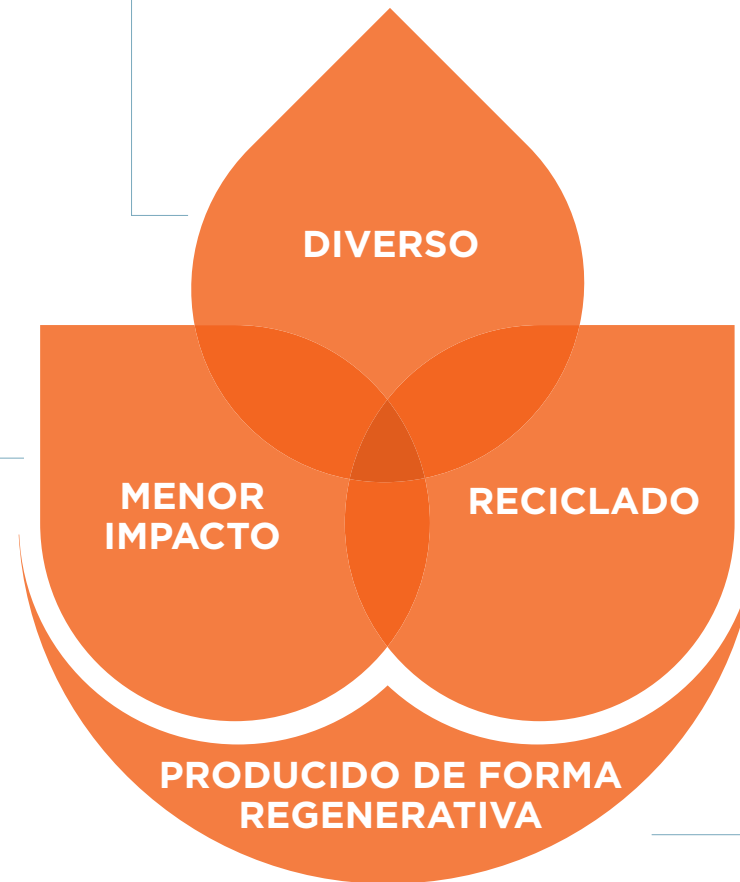 DIVERSO
MENOR
IMPACTO
RECICLADO
PRODUCIDO DE FORMA
REGENERATIVA